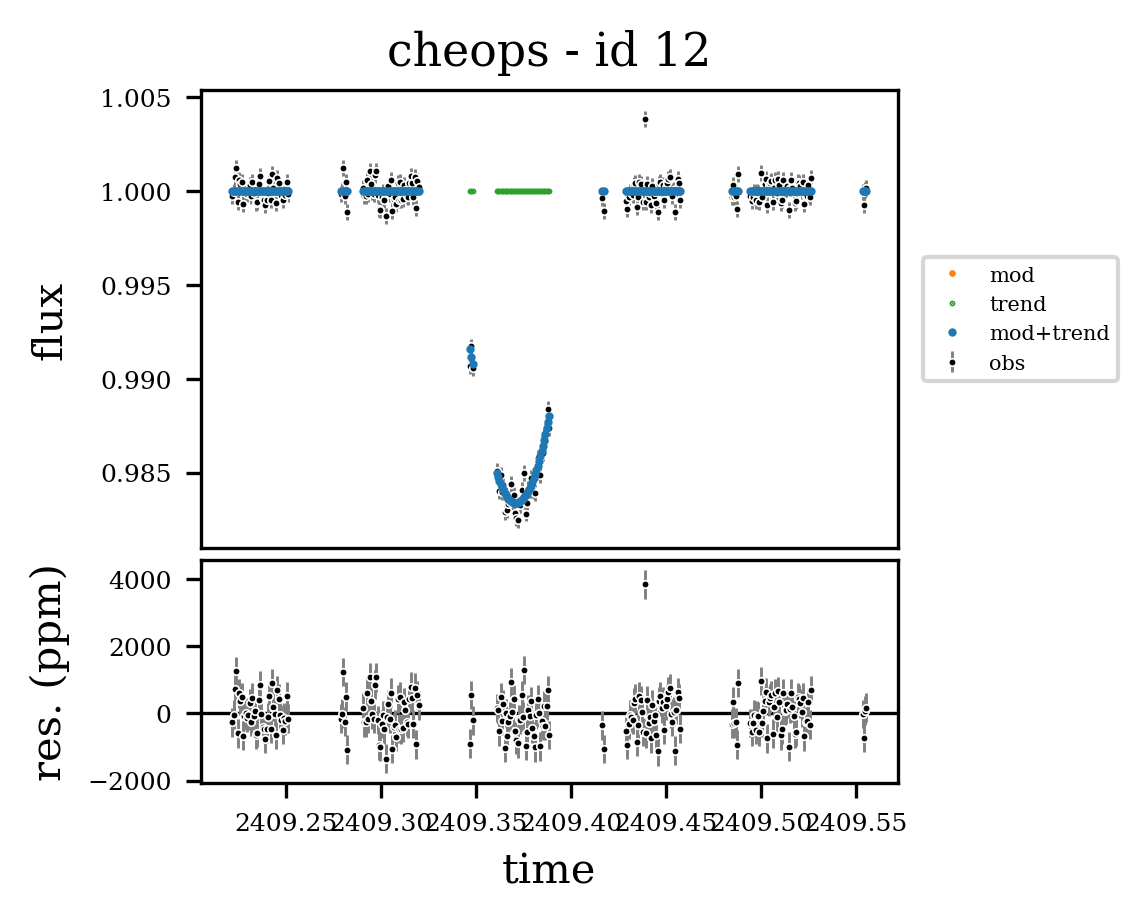 cheops - id 12
1.005
1.000
0.995
0.990
0.985
flux
mod
trend
mod+trend
obs
4000
2000
0
−2000
res. (ppm)
2409.25 2409.30 2409.35 2409.40 2409.45 2409.50 2409.55
time